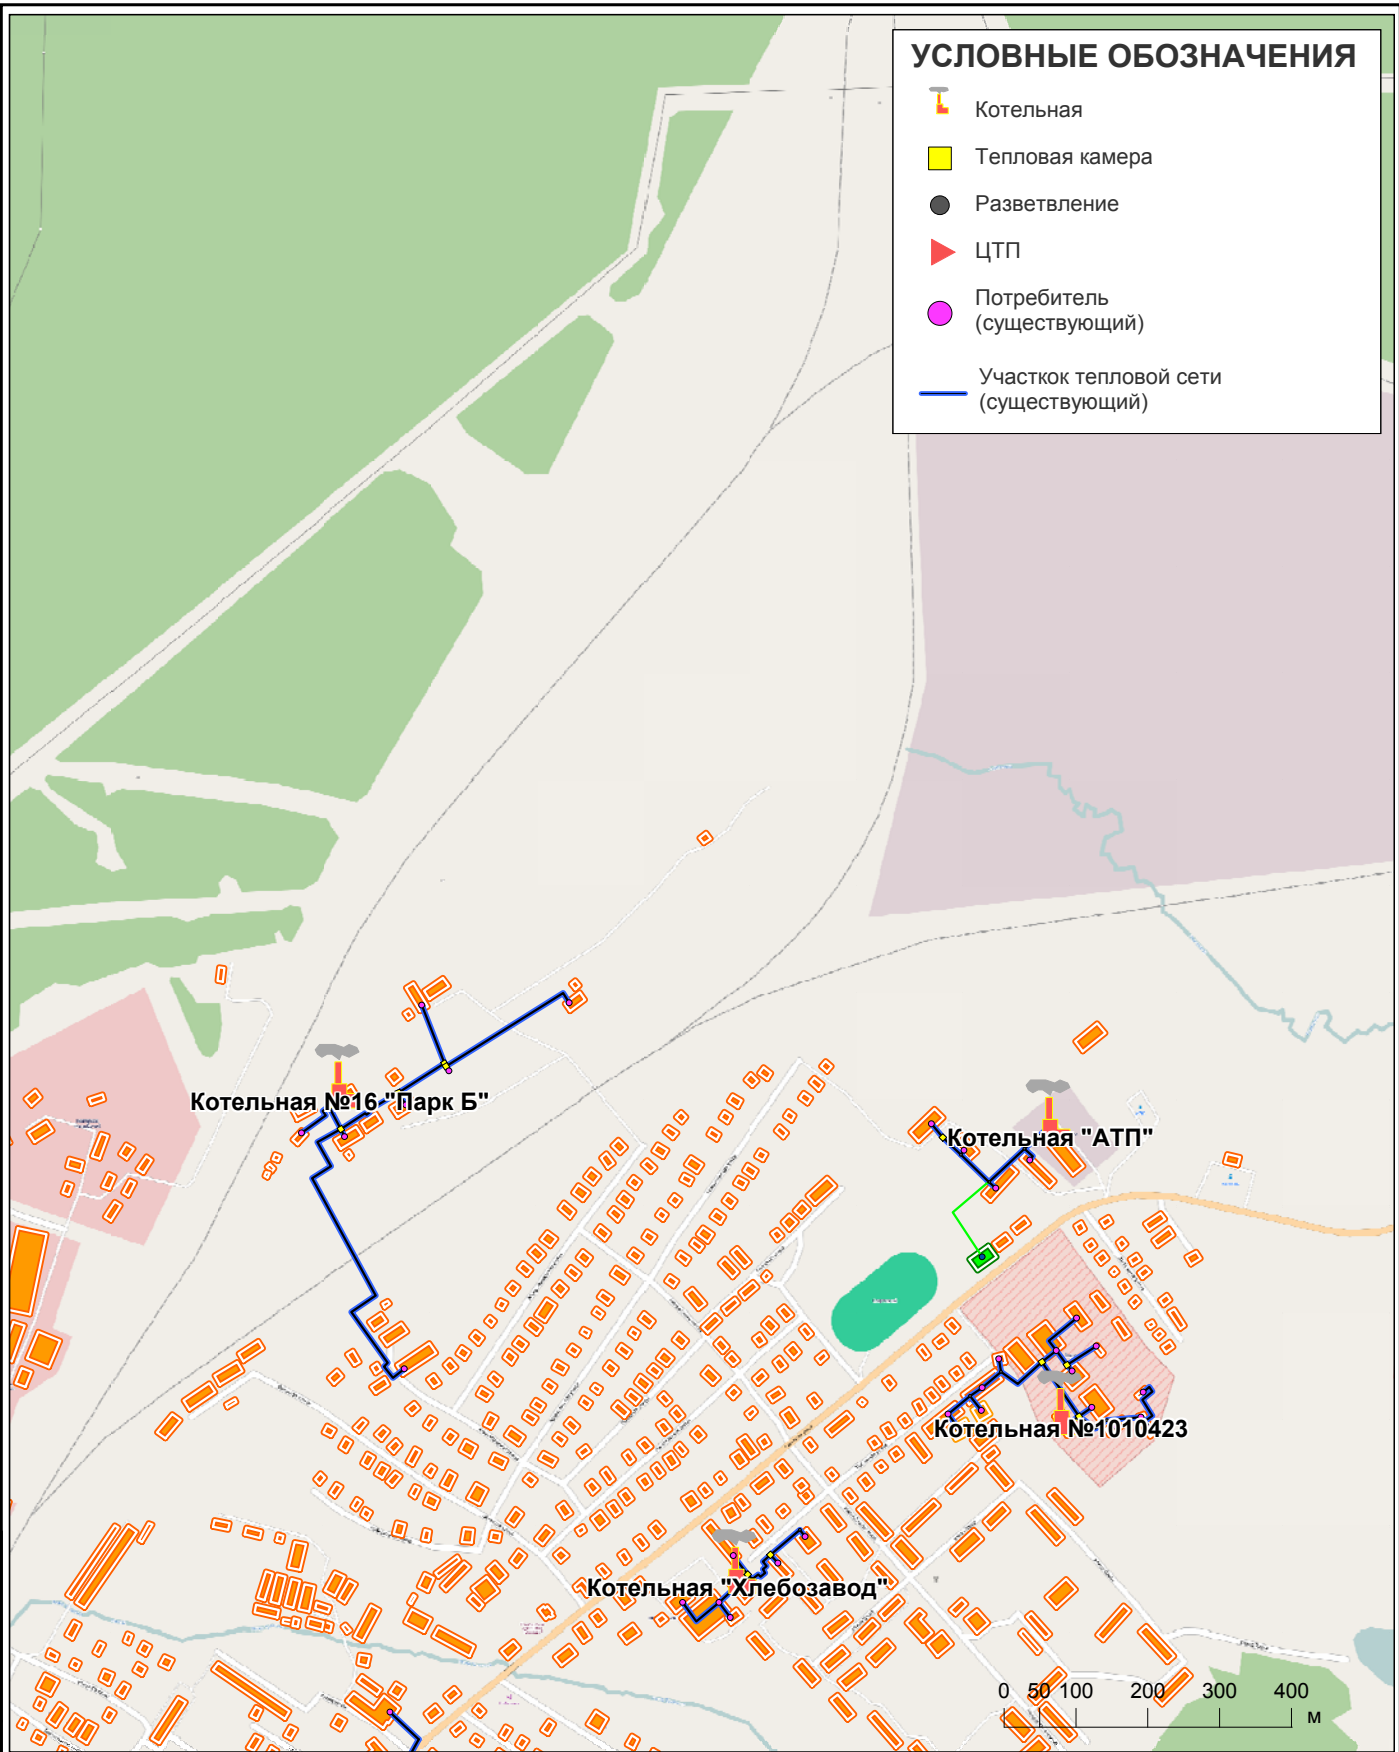 УСЛОВНЫЕ ОБОЗНАЧЕНИЯ
Котельная
Тепловая камера
Разветвление
ЦТП
Потребитель
(существующий)
Участкок тепловой сети
(существующий)
Котельная №16 "Парк Б"
Котельная "АТП"
Котельная №1010423
Котельная "Хлебозавод"
0 50 100 200 300 400
м